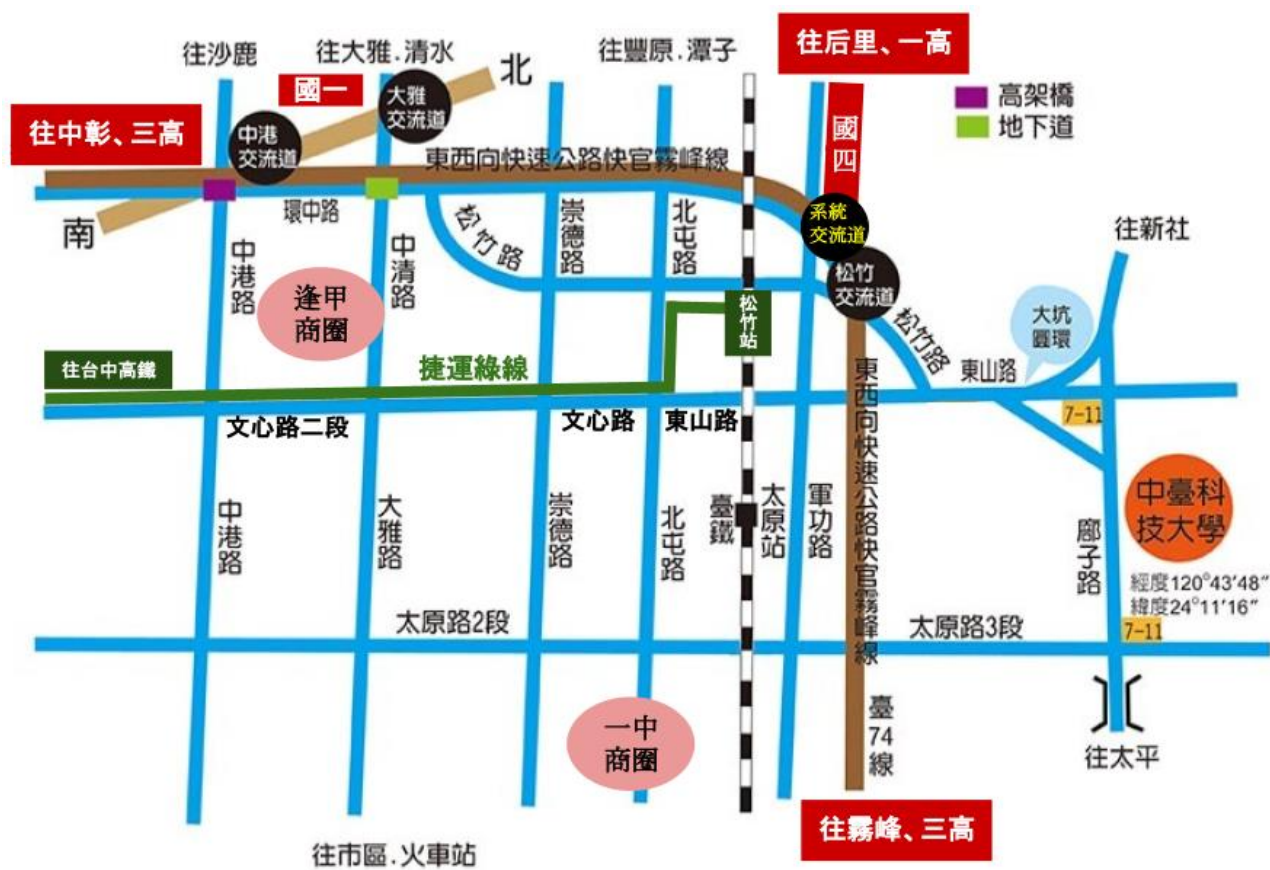 往沙鹿
往大雅.清水
往豐原.潭子
往后里、一高
國一
北
大雅
交流道
高架橋
地下道
往中彰、三高
中港
交流道
國四
東西向快速公路快官霧峰線
南
環中路
松竹路
崇德路
北屯路
系統
交流道
往新社
中港路
中清路
松竹
交流道
逢甲
商圈
松竹站
松竹路
大坑
圓環
往台中高鐵
捷運綠線
東山路
東西向快速公路快官霧峰線
7-11
文心路二段
文心路
東山路
中港路
大雅路
崇德路
北屯路
臺鐵
太原站
軍功路
廍子路
中臺科
技大學
經度120°43'48"
緯度24°11'16"
太原路2段
太原路3段
7-11
一中
商圈
臺74線
往太平
往霧峰、三高
往市區.火車站